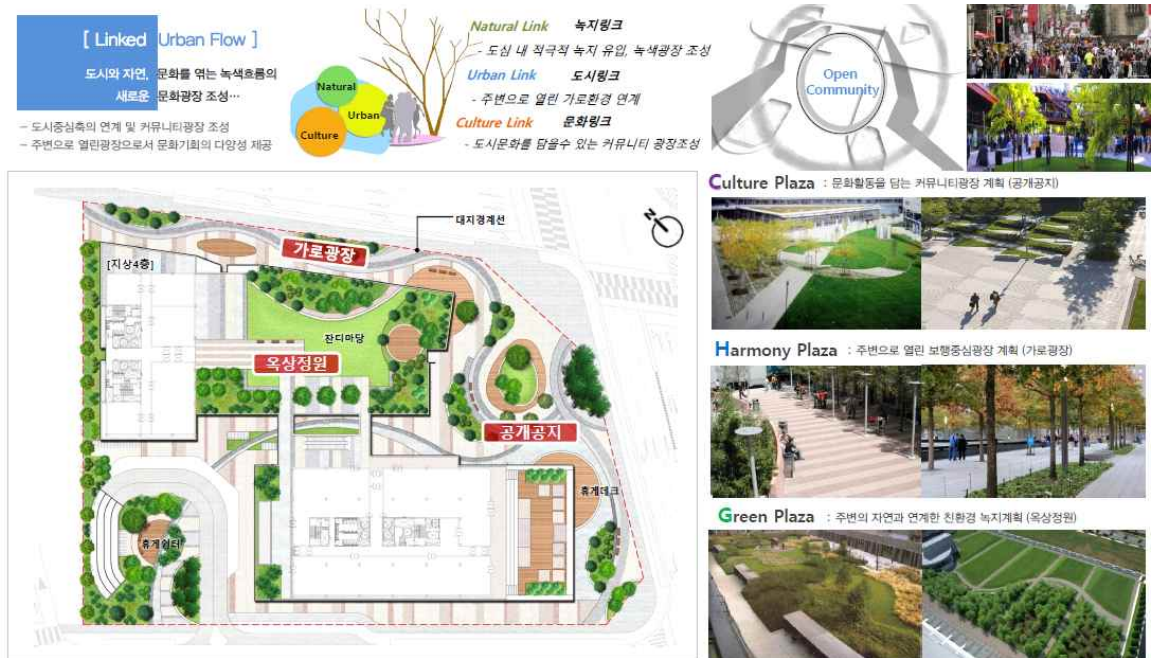 [ Linked Urban Flow ]
도시와 자연, 문화를 엮는 녹색흐름의
새로운 문화광장 조성…
- 도시중심축의 연계 및 커뮤니티광장 조성
- 주변으로 열린광장으로서 문화기회의 다양성 제공
Natural
Urban
Culture
Natural Link 녹지링크
- 도심 내 적극적 녹지 유입, 녹색광장 조성
Urban Link 도시링크
- 주변으로 열린 가로환경 연계
Culture Link 문화링크
- 도시문화를 담을수 있는 커뮤니티 광장조성
Open
Community
대지경계선
N
가로광장
[지상4층]
잔디마당
옥상정원
공개공지
휴게데크
휴게쉼터
Culture Plaza : 문화활동을 담는 커뮤니티광장 계획 (공개공지)
Harmony Plaza : 주변으로 열린 보행중심광장 계획 (가로광장)
Green Plaza : 주변의 자연과 연계한 친환경 녹지계획 (옥상정원)